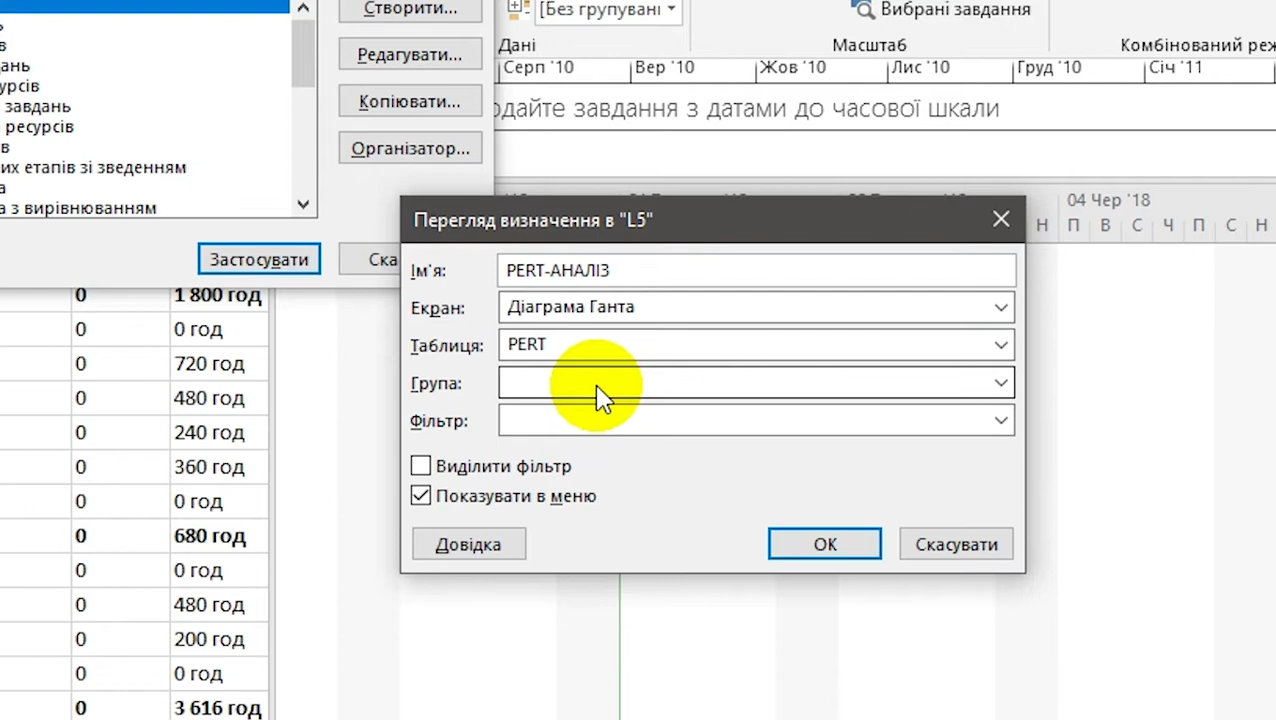 Створити...
[Без групувані
Вибрані завдання
в
Редагувати...
Дані
Масштаб
Комбінований реж
ань
Серп '10
Вер '10
Жов '10
Лис '10
Груд '10
Січ '11
урсів
завдань
Копіювати...
одайте завдання з датами до часової шкали
ресурсів
в
Організатор...
их етапів зі зведенням
а
а з вирівнюванням
04 Чер '18
Н П В С Ч П С Н
Перегляд визначення в "L5"
Застосувати
Ска
Ім'я:
PERT-АНАЛІЗ
0
1 800 год
Екран:
Діаграма Ганта
0
0 год
Таблиця:
PERT
0
720 год
Група:
0
480 год
Фільтр:
0
240 год
0
360 год
Виділити фільтр
0
0 год
Показувати в меню
0
680 год
Довідка
ОК
Скасувати
0
0 год
0
480 год
0
200 год
0
0 год
0
3 616 год